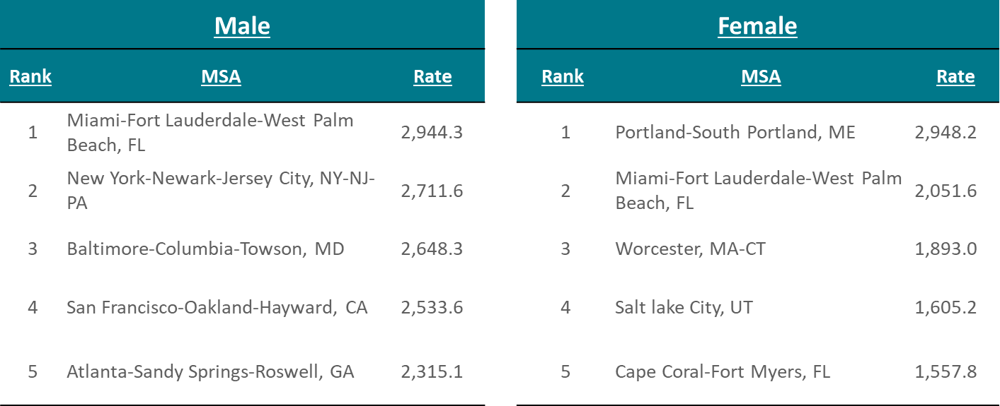 Male
Rank MSA Rate
1 Miami-Fort Lauderdale-West Palm Beach, FL 2,944.3
2 New York-Newark-Jersey City, NY-NJ-PA 2,711.6
3 Baltimore-Columbia-Towson, MD 2,648.3
4 San Francisco-Oakland-Hayward, CA 2,533.6
5 Atlanta-Sandy Springs-Roswell, GA 2,315.1
Female
Rank MSA Rate
1 Portland-South Portland, ME 2,948.2
2 Miami-Fort Lauderdale-West Palm Beach, FL 2,051.6
3 Worcester, MA-CT 1,893.0
4 Salt lake City, UT 1,605.2
5 Cape Coral-Fort Myers, FL 1,557.8